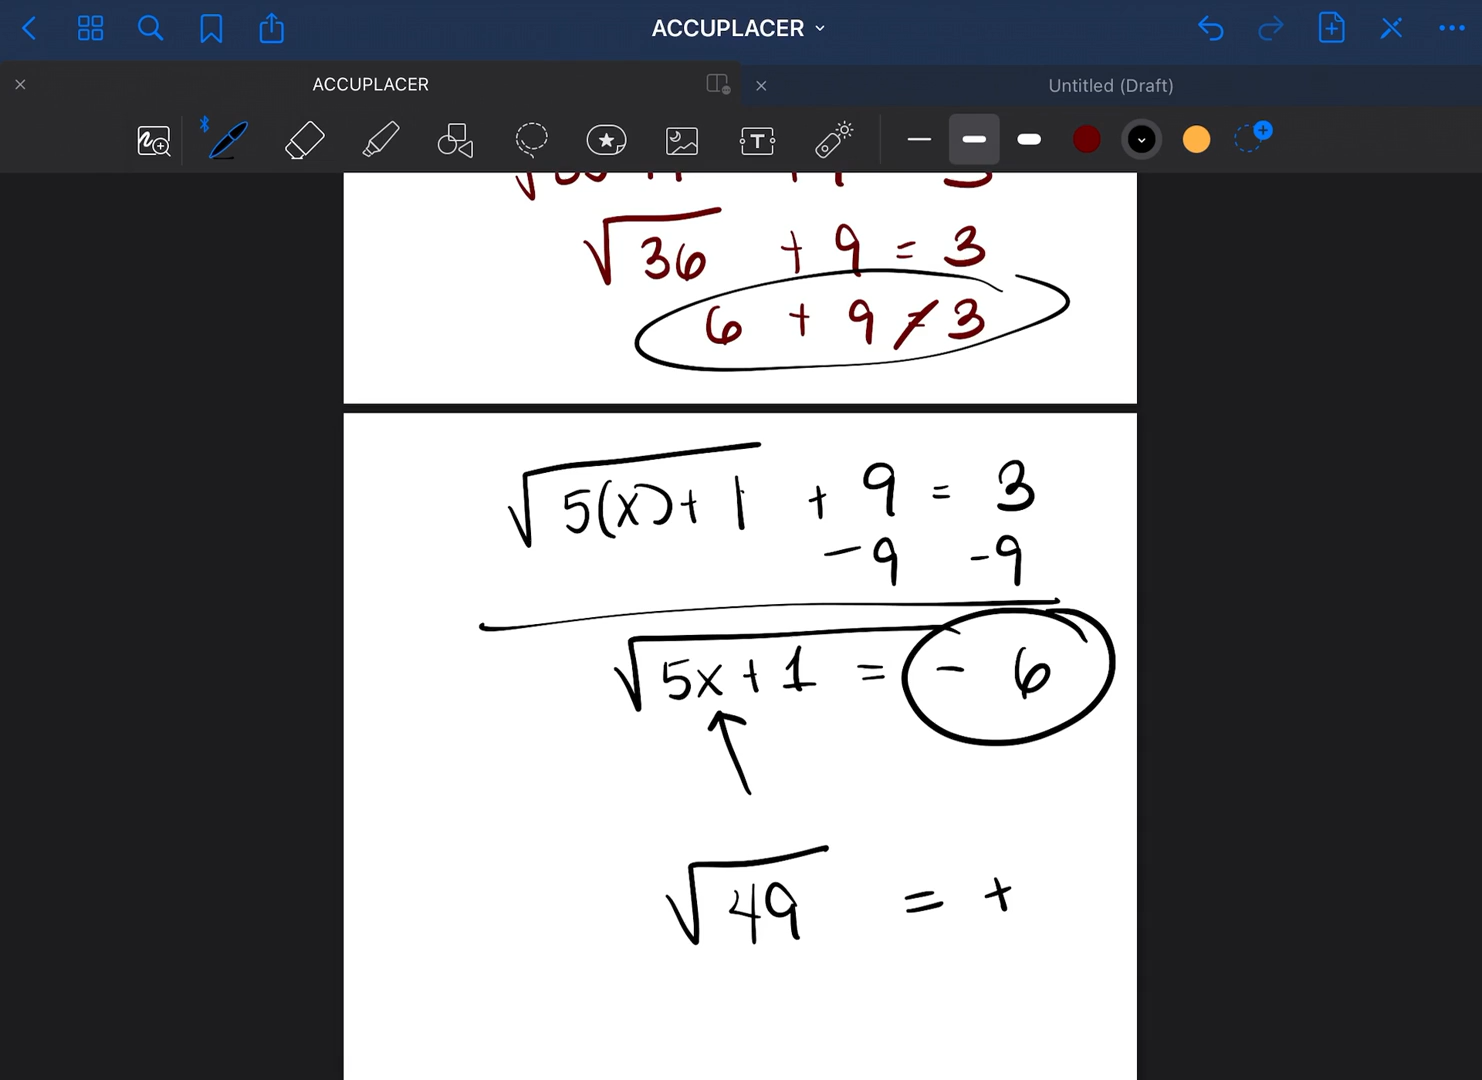 ACCUPLACER
ACCUPLACER
Untitled (Draft)
√36 + 9 = 3
6 + 9 ≠ 3
√5(x)+1 + 9 = 3
-9 -9
√5x+1 = - 6
√49 = +